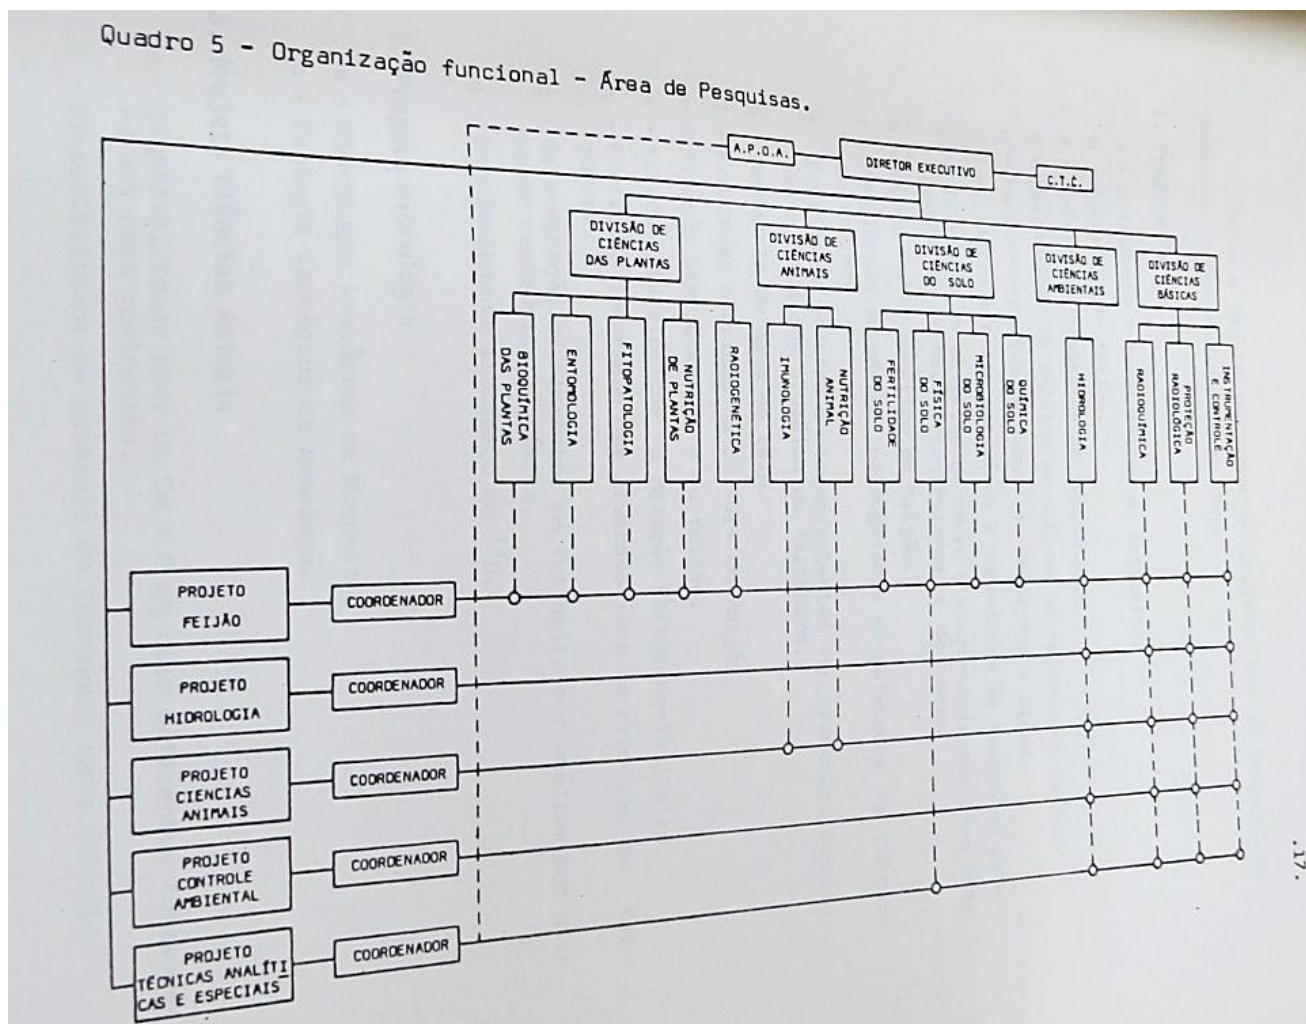 Quadro 5 - Organização funcional - Área de Pesquisas.
A.P.O.A.
DIRETOR EXECUTIVO
C.T.C.
DIVISÃO DE
CIÊNCIAS
DAS PLANTAS
DIVISÃO DE
CIÊNCIAS
ANIMAIS
DIVISÃO DE
CIÊNCIAS
DO SOLO
DIVISÃO DE
CIÊNCIAS
AMBIENTAIS
DIVISÃO DE
CIÊNCIAS
BÁSICAS
BIOQUÍMICA
DAS PLANTAS
ENTOMOLOGIA
FITOPATOLOGIA
NUTRIÇÃO
DE PLANTAS
RADIOGENÉTICA
IMUNOLOGIA
NUTRIÇÃO
ANIMAL
FERTILIDADE
DO SOLO
FÍSICA
DO SOLO
MICROBIOLOGIA
DO SOLO
QUÍMICA
DO SOLO
HIDROLOGIA
RADIOQUÍMICA
PROTEÇÃO
RADIOLÓGICA
INSTRUMENTAÇÃO
E CONTROLE
PROJETO
FEIJÃO
COORDENADOR
PROJETO
HIDROLOGIA
COORDENADOR
PROJETO
CIENCIAS
ANIMAIS
COORDENADOR
PROJETO
CONTROLE
AMBIENTAL
COORDENADOR
PROJETO
TÉCNICAS ANALÍTI
CAS E ESPECIAIS
COORDENADOR
.17.